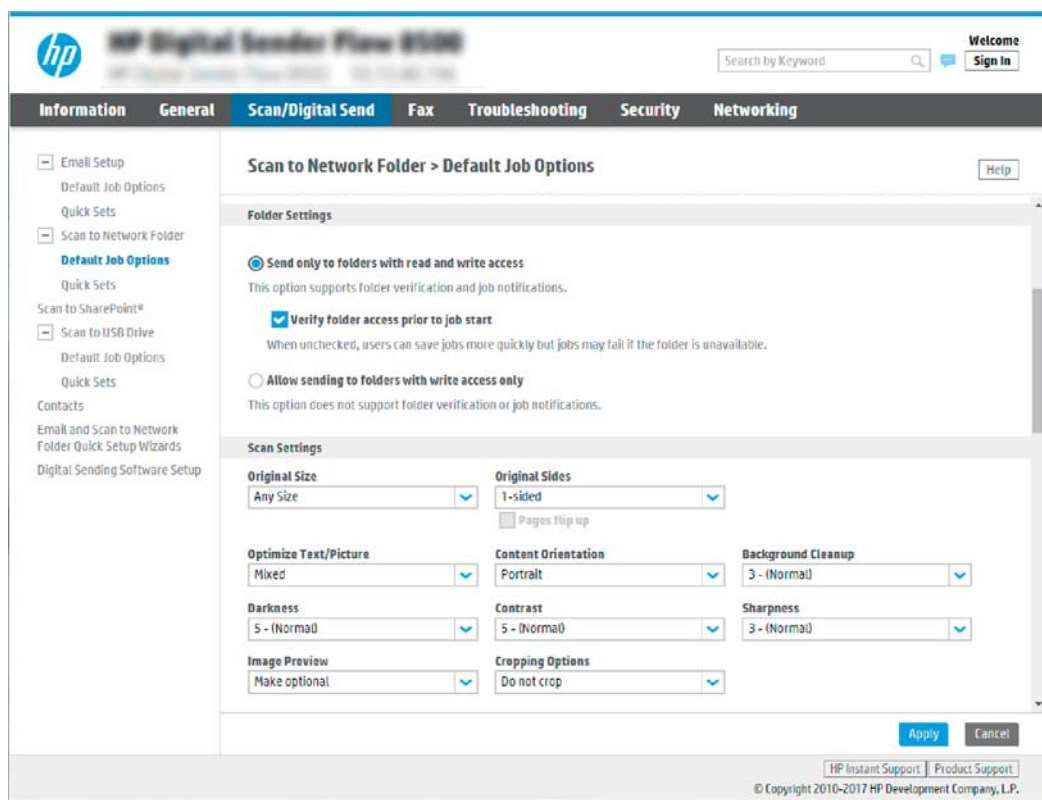 hp
HP Digital Sender Flow 8500
Welcome
Search by Keyword
Sign In
Information General Scan/Digital Send Fax Troubleshooting Security Networking
Email Setup
Default Job Options
Quick Sets
Scan to Network Folder
Default Job Options
Quick Sets
Scan to SharePoint®
Scan to USB Drive
Default Job Options
Quick Sets
Contacts
Email and Scan to Network
Folder Quick Setup Wizards
Digital Sending Software Setup
Scan to Network Folder > Default Job Options
Help
Folder Settings
Send only to folders with read and write access
This option supports folder verification and job notifications.
Verify folder access prior to job start
When unchecked, users can save jobs more quickly but jobs may fail if the folder is unavailable.
Allow sending to folders with write access only
This option does not support folder verification or job notifications.
Scan Settings
Original Size Original Sides
Any Size 1-sided
Pages flip up
Optimize Text/Picture Content Orientation Background Cleanup
Mixed Portrait 3 - (Normal)
Darkness Contrast Sharpness
5 - (Normal) 5 - (Normal) 3 - (Normal)
Image Preview Cropping Options
Make optional Do not crop
Apply Cancel
HP Instant Support Product Support
© Copyright 2010-2017 HP Development Company, L.P.